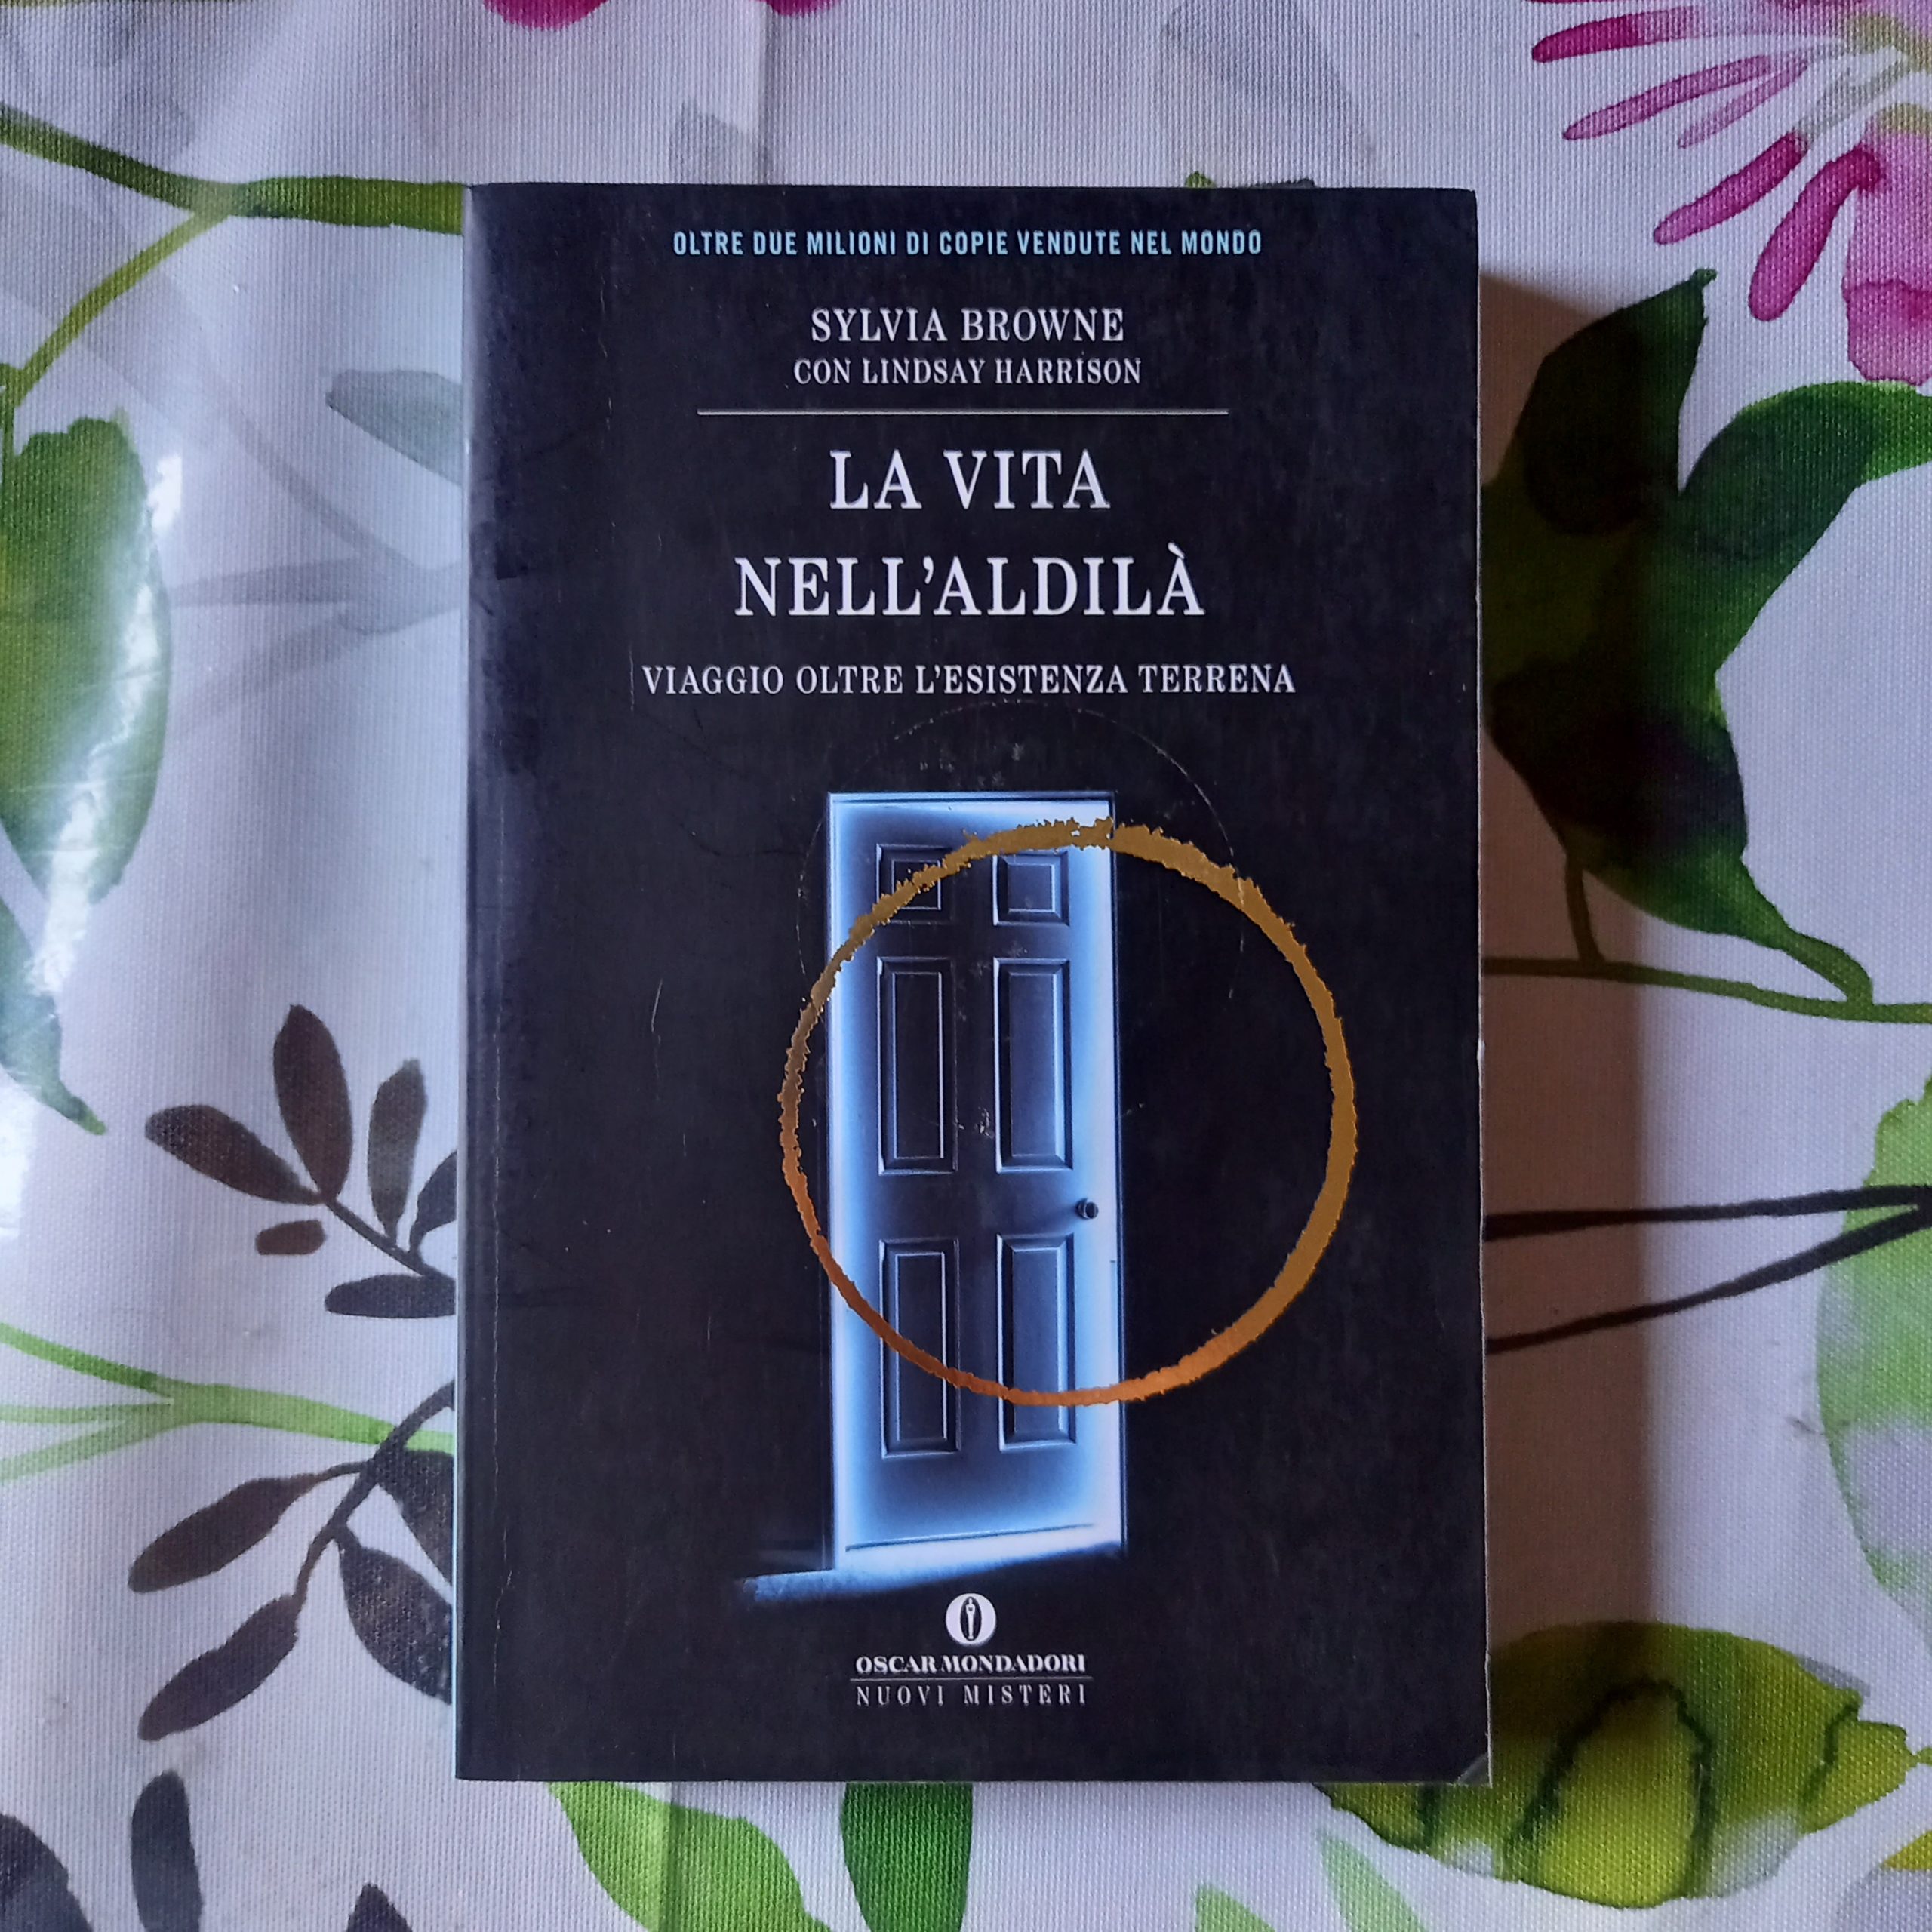 OLTRE DUE MILIONI DI COPIE VENDUTE NEL MONDO
SYLVIA BROWNE
CON LINDSAY HARRISON
LA VITA
NELL'ALDILÀ
VIAGGIO OLTRE L'ESISTENZA TERRENA
OSCAR MONDADORI
NUOVI MISTERI